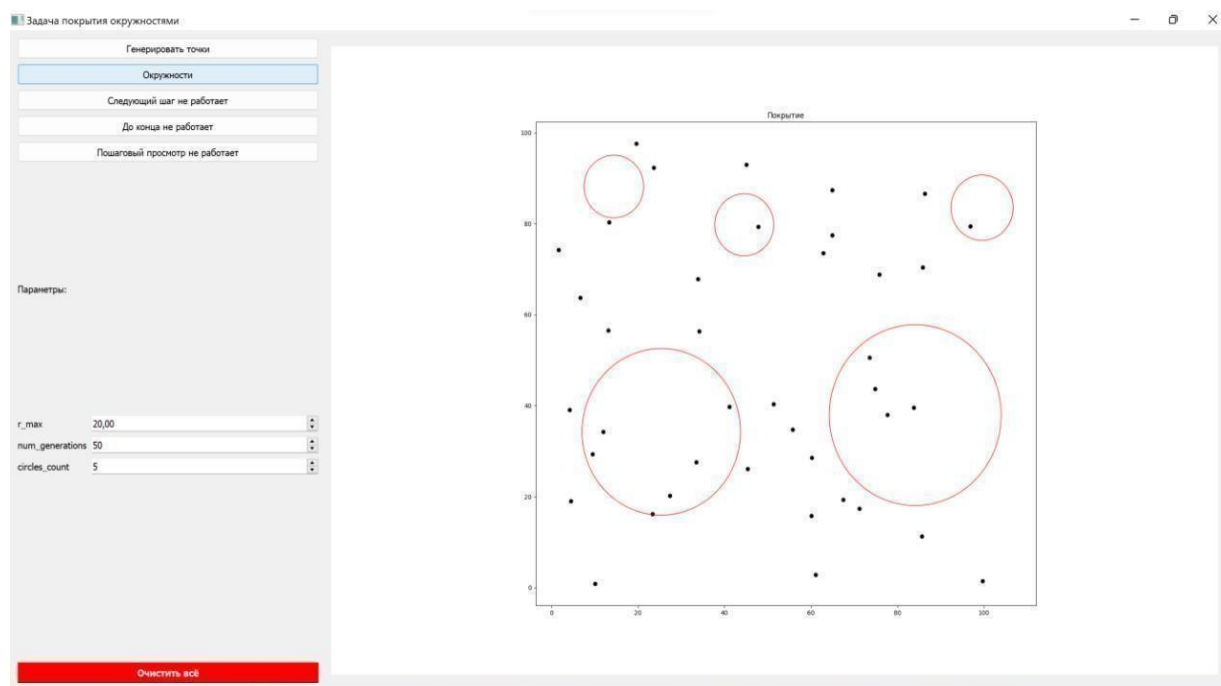 Задача покрытия окружностями
Генерировать точки
Окружности
Следующий шаг не работает
До конца не работает
Пошаговый просмотр не работает
Параметры:
r_max 20,00
num_generations 50
circles_count 5
Очистить всё
Покрытие
100
80
60
40
20
0
0 20 40 60 80 100